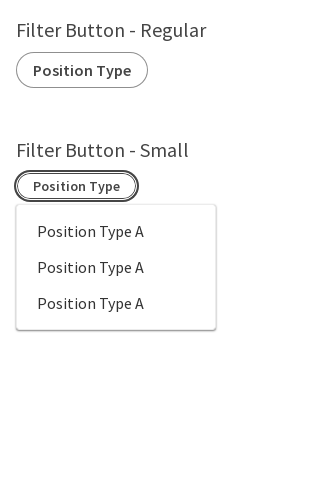 Filter Button - Regular
Position Type
Filter Button - Small
Position Type
Position Type A
Position Type A
Position Type A